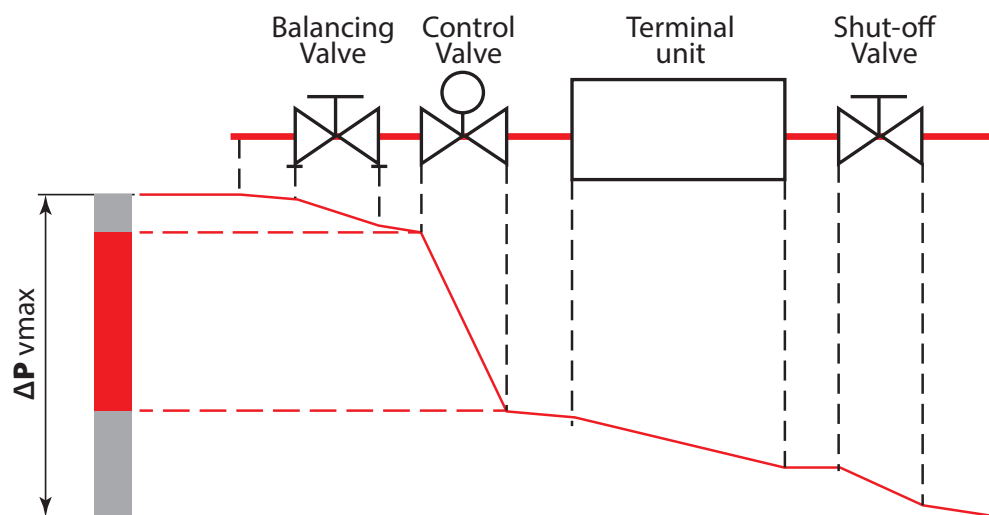 Balancing
Valve
Control
Valve
Terminal
unit
Shut-off
Valve
ΔP vmax